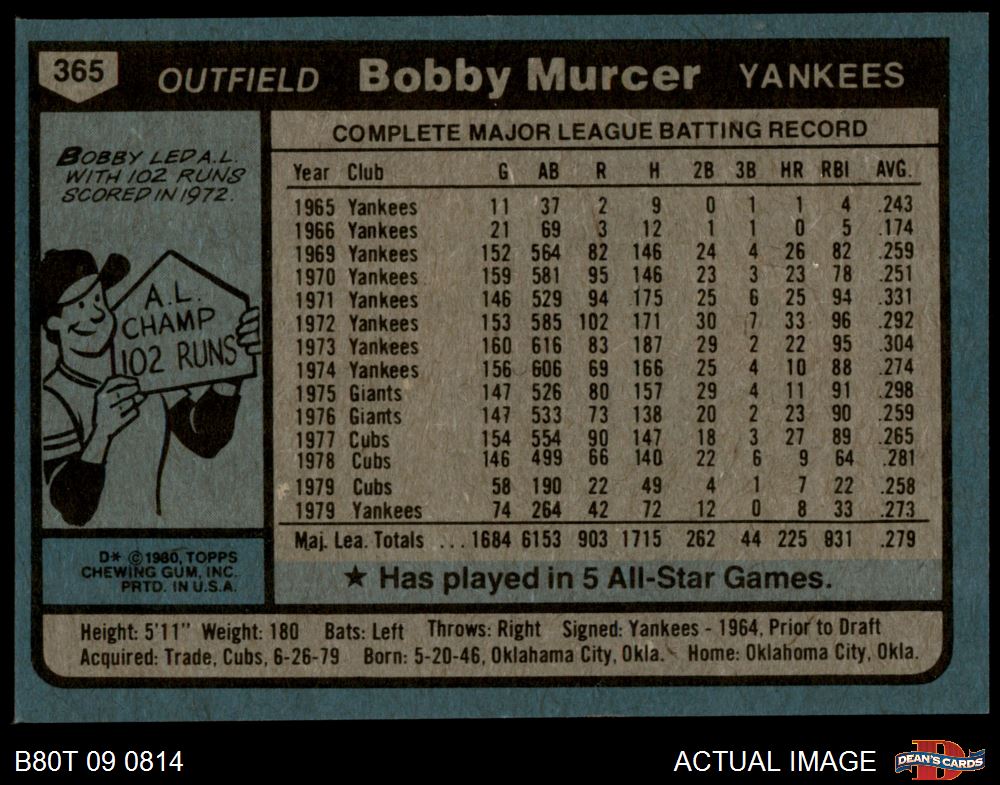 365 OUTFIELD Bobby Murcer YANKEES
BOBBY LED A.L.
WITH 102 RUNS
SCORED IN 1972.
A.L.
CHAMP
102 RUNS
D* © 1980, TOPPS
CHEWING GUM, INC.
PRTD. IN U.S.A.
COMPLETE MAJOR LEAGUE BATTING RECORD
Year Club G AB R H 2B 3B HR RBI AVG.
1965 Yankees 11 37 2 9 0 1 1 4 .243
1966 Yankees 21 69 3 12 1 1 0 5 .174
1969 Yankees 152 564 82 146 24 4 26 82 .259
1970 Yankees 159 581 95 146 23 3 23 78 .251
1971 Yankees 146 529 94 175 25 6 25 94 .331
1972 Yankees 153 585 102 171 30 7 33 96 .292
1973 Yankees 160 616 83 187 29 2 22 95 .304
1974 Yankees 156 606 69 166 25 4 10 88 .274
1975 Giants 147 526 80 157 29 4 11 91 .298
1976 Giants 147 533 73 138 20 2 23 90 .259
1977 Cubs 154 554 90 147 18 3 27 89 .265
1978 Cubs 146 499 66 140 22 6 9 64 .281
1979 Cubs 58 190 22 49 4 1 7 22 .258
1979 Yankees 74 264 42 72 12 0 8 33 .273
Maj. Lea. Totals ... 1684 6153 903 1715 262 44 225 831 .279
★ Has played in 5 All-Star Games.
Height: 5'11" Weight: 180 Bats: Left Throws: Right Signed: Yankees - 1964, Prior to Draft
Acquired: Trade, Cubs, 6-26-79 Born: 5-20-46, Oklahoma City, Okla. Home: Oklahoma City, Okla.
B80T 09 0814 ACTUAL IMAGE
D
DEAN'S CARDS